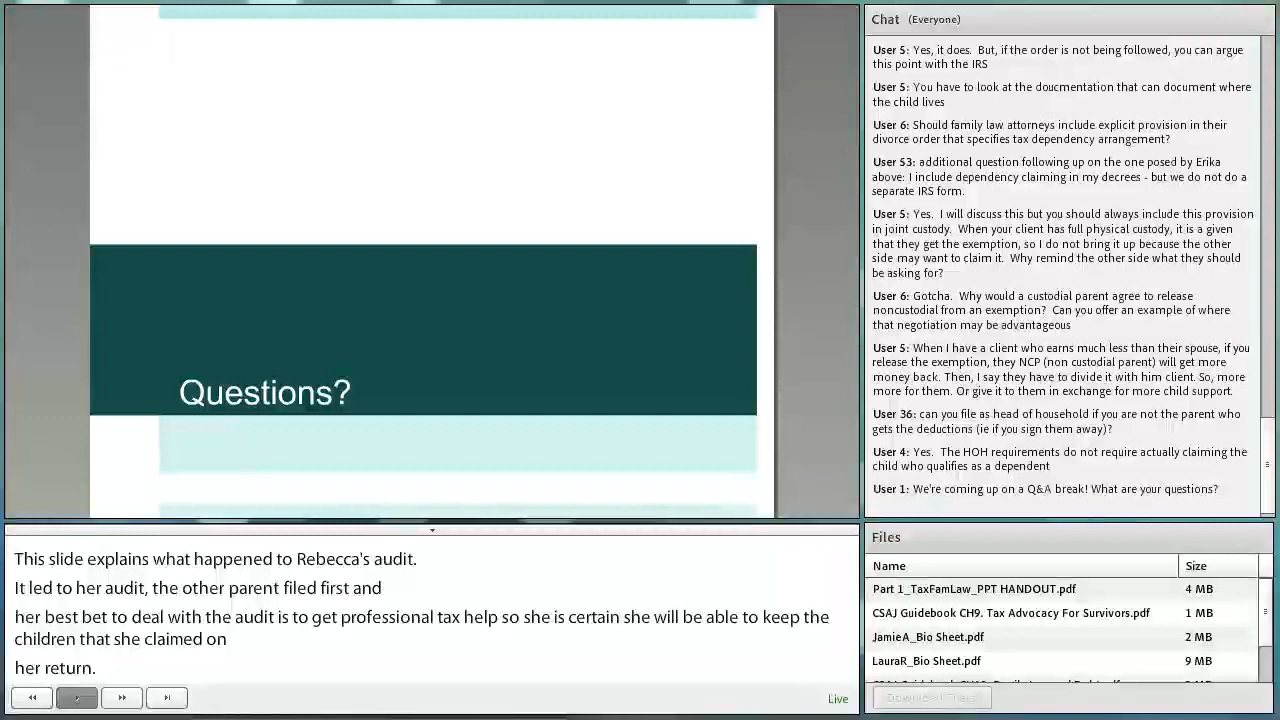 Questions?
This slide explains what happened to Rebecca's audit.
It led to her audit, the other parent filed first and
her best bet to deal with the audit is to get professional tax help so she is certain she will be able to keep the
children that she claimed on
her return.
Live
Chat (Everyone)
User 5: Yes, it does. But, if the order is not being followed, you can argue
this point with the IRS
User 5: You have to look at the doucmentation that can document where
the child lives
User 6: Should family law attorneys include explicit provision in their
divorce order that specifies tax dependency arrangement?
User 53: additional question following up on the one posed by Erika
above: I include dependency claiming in my decrees - but we do not do a
separate IRS form.
User 5: Yes. I will discuss this but you should always include this provision
in joint custody. When your client has full physical custody, it is a given
that they get the exemption, so I do not bring it up because the other
side may want to claim it. Why remind the other side what they should
be asking for?
User 6: Gotcha. Why would a custodial parent agree to release
noncustodial from an exemption? Can you offer an example of where
that negotiation may be advantageous
User 5: When I have a client who earns much less than their spouse, if you
release the exemption, they NCP (non custodial parent) will get more
money back. Then, I say they have to divide it with him client. So, more
more for them. Or give it to them in exchange for more child support.
User 36: can you file as head of household if you are not the parent who
gets the deductions (ie if you sign them away)?
User 4: Yes. The HOH requirements do not require actually claiming the
child who qualifies as a dependent
User 1: We're coming up on a Q&A break! What are your questions?
Files
Name Size
Part 1_TaxFamLaw_PPT HANDOUT.pdf 4 MB
CSAJ Guidebook CH9. Tax Advocacy For Survivors.pdf 1 MB
JamieA_Bio Sheet.pdf 2 MB
LauraR_Bio Sheet.pdf 9 MB